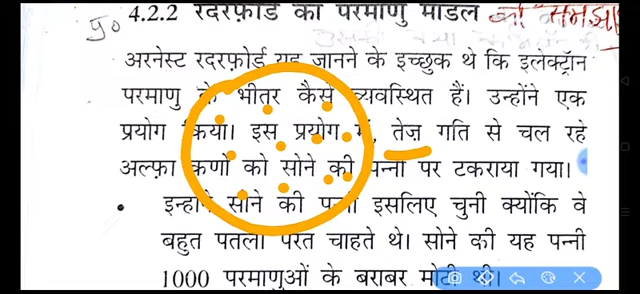 4.2.2 रदरफ़ोर्ड का परमाणु मॉडल को समझा
अरनेस्ट रदरफ़ोर्ड यह जानने के इच्छुक थे कि इलेक्ट्रॉन
परमाणु के भीतर कैसे व्यवस्थित हैं। उन्होंने एक
प्रयोग किया। इस प्रयोग में, तेज़ गति से चल रहे
अल्फ़ा कणों को सोने की पन्नी पर टकराया गया।
• इन्होंने सोने की पन्नी इसलिए चुनी क्योंकि वे
बहुत पतली परत चाहते थे। सोने की यह पन्नी
1000 परमाणुओं के बराबर मोटी थी।